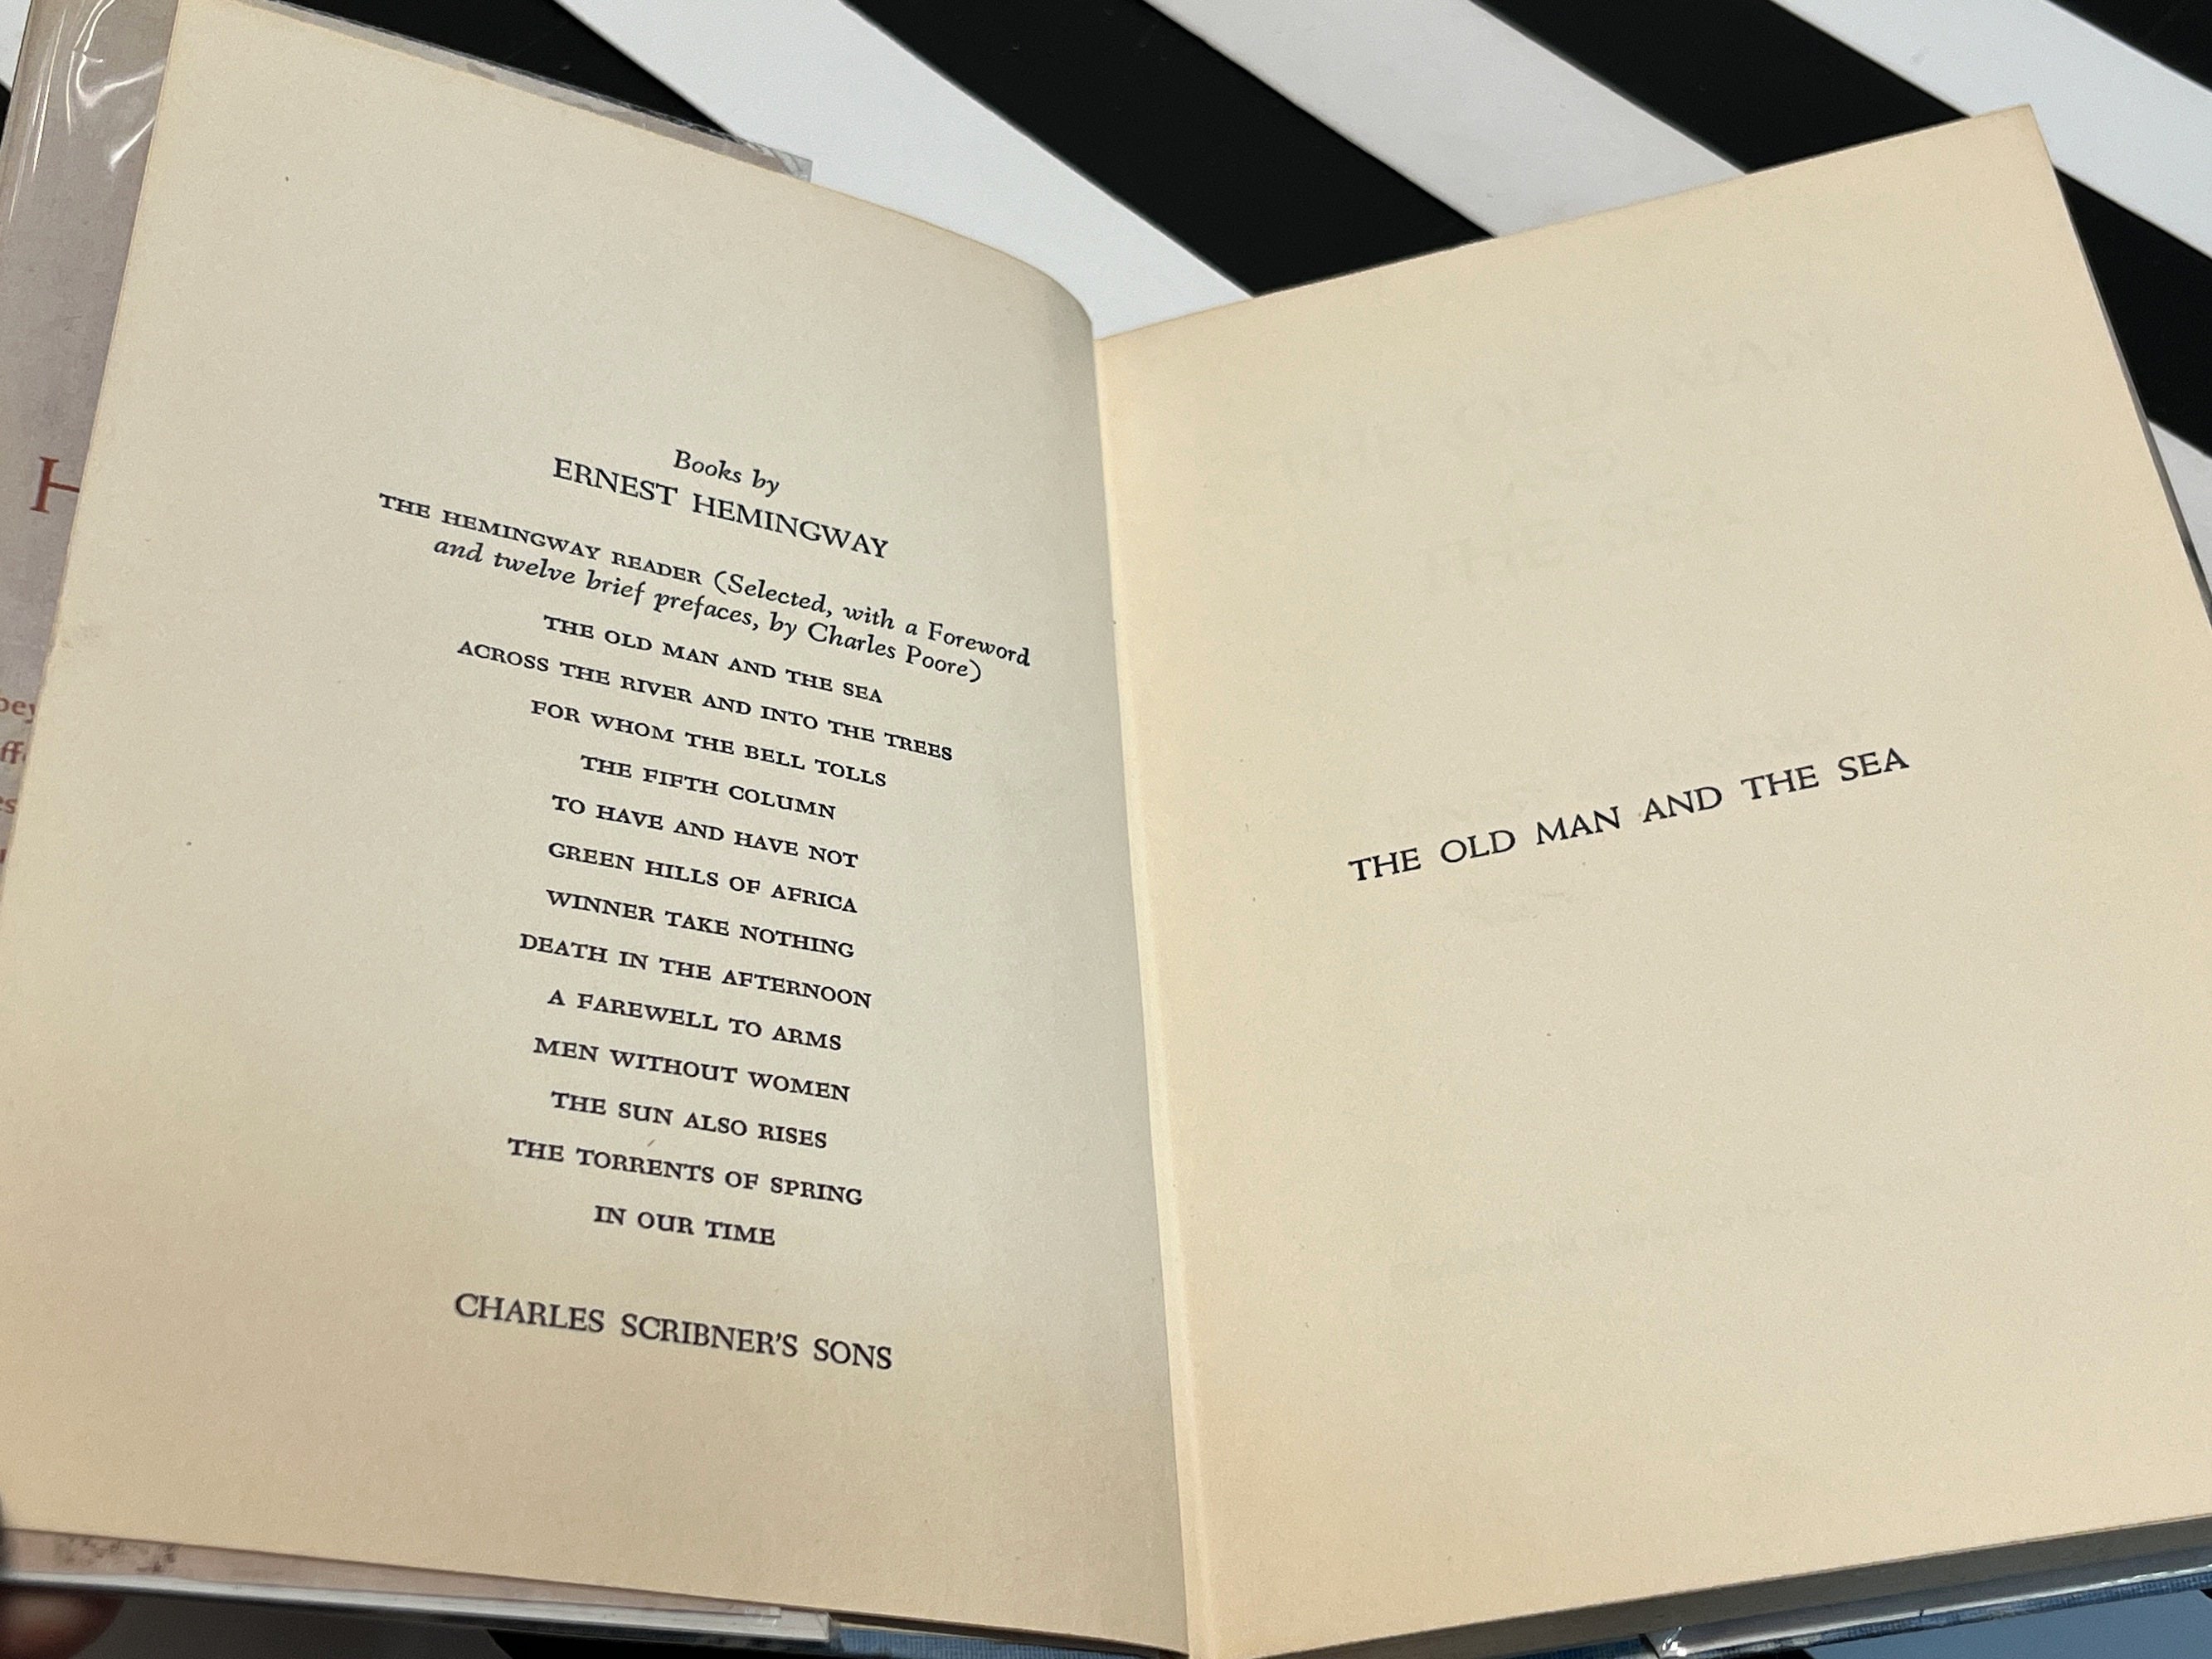 Books by
ERNEST HEMINGWAY
THE HEMINGWAY READER (Selected, with a Foreword
and twelve brief prefaces, by Charles Poore)
THE OLD MAN AND THE SEA
ACROSS THE RIVER AND INTO THE TREES
FOR WHOM THE BELL TOLLS
THE FIFTH COLUMN
TO HAVE AND HAVE NOT
GREEN HILLS OF AFRICA
WINNER TAKE NOTHING
DEATH IN THE AFTERNOON
A FAREWELL TO ARMS
MEN WITHOUT WOMEN
THE SUN ALSO RISES
THE TORRENTS OF SPRING
IN OUR TIME
CHARLES SCRIBNER'S SONS
THE OLD MAN AND THE SEA